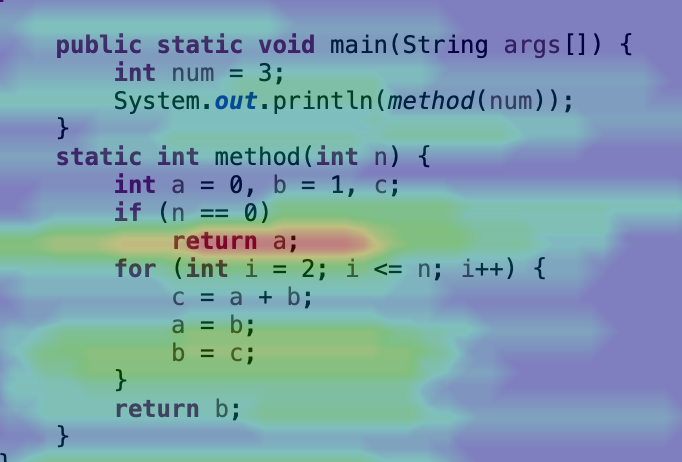 public static void main(String args[]) {
int num = 3;
System.out.println(method(num));
}
static int method(int n) {
int a = 0, b = 1, c;
if (n == 0)
return a;
for (int i = 2; i <= n; i++) {
c = a + b;
a = b;
b = c;
}
return b;
}
}